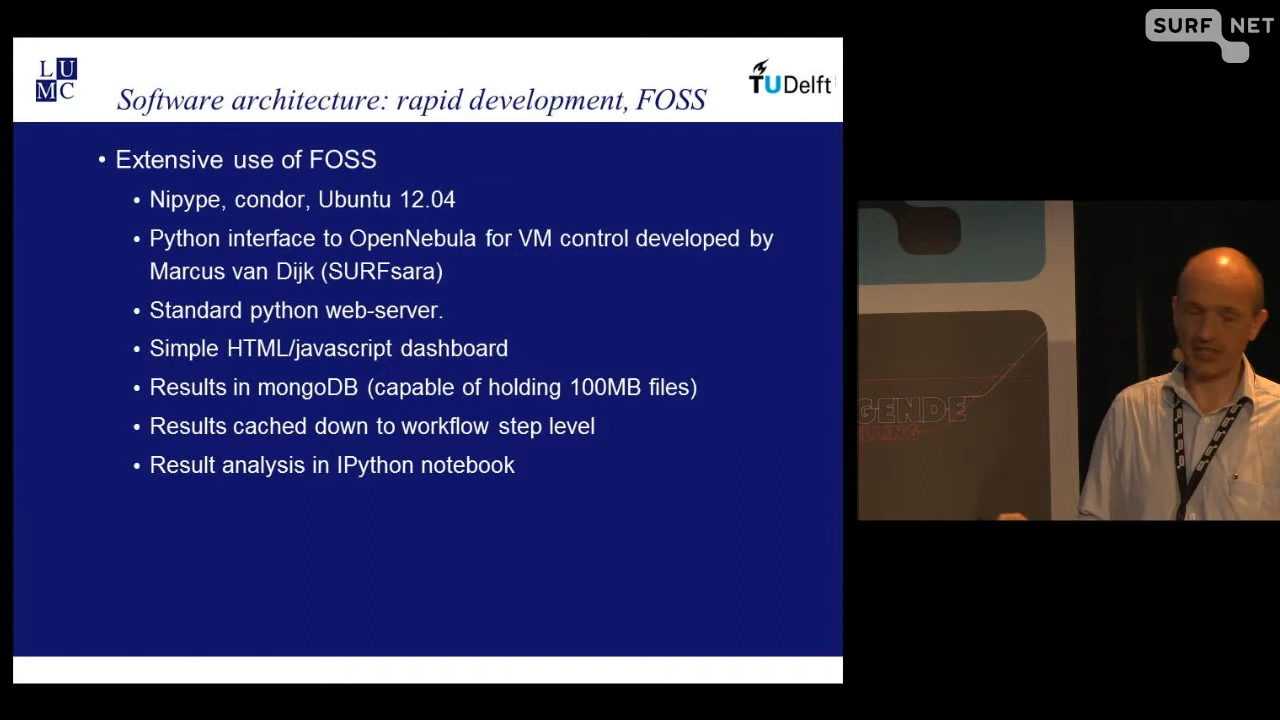 SURF NET
LU
MC
TU Delft
Software architecture: rapid development, FOSS
• Extensive use of FOSS
• Nipype, condor, Ubuntu 12.04
• Python interface to OpenNebula for VM control developed by
Marcus van Dijk (SURFsara)
• Standard python web-server.
• Simple HTML/javascript dashboard
• Results in mongoDB (capable of holding 100MB files)
• Results cached down to workflow step level
• Result analysis in IPython notebook
GENDE